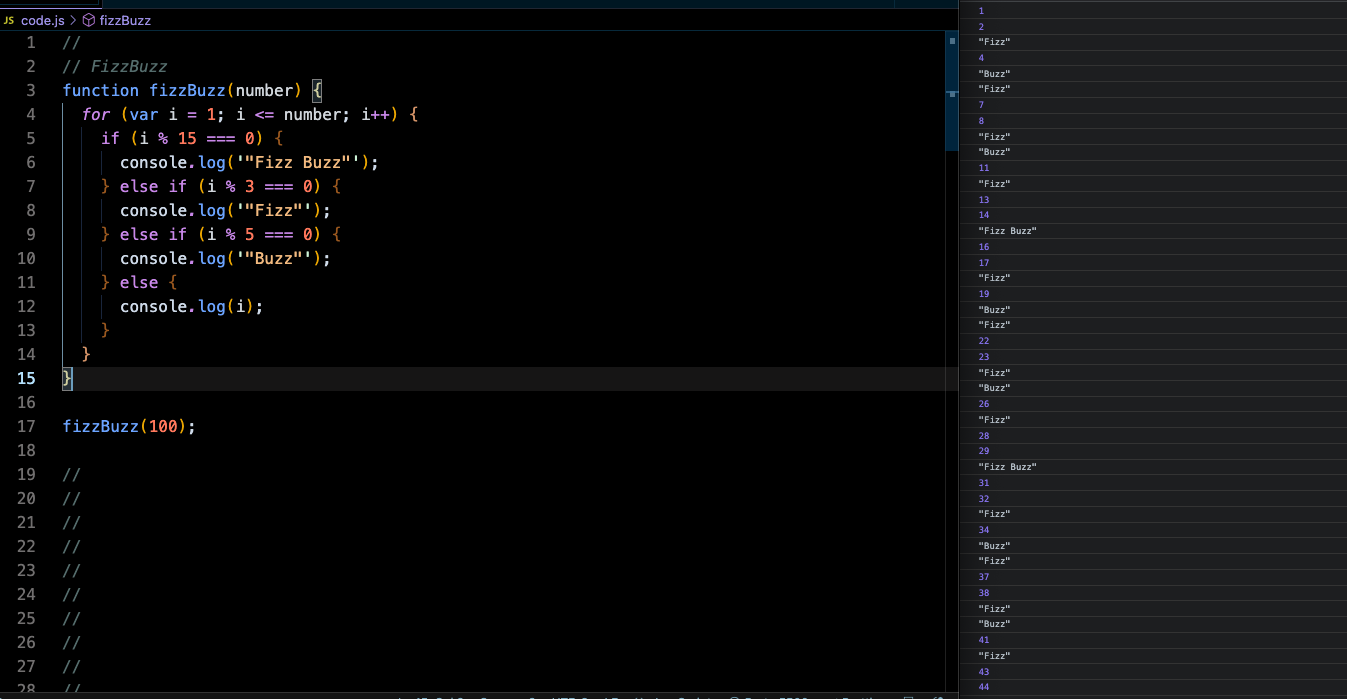 JS code.js > fizzBuzz
1 //
2 // FizzBuzz
3 function fizzBuzz(number) {
4 for (var i = 1; i <= number; i++) {
5 if (i % 15 === 0) {
6 console.log('"Fizz Buzz"');
7 } else if (i % 3 === 0) {
8 console.log('"Fizz"');
9 } else if (i % 5 === 0) {
10 console.log('"Buzz"');
11 } else {
12 console.log(i);
13 }
14 }
15 }
16
17 fizzBuzz(100);
18
19 //
20 //
21 //
22 //
23 //
24 //
25 //
26 //
27 //
28 //
1
2
"Fizz"
4
"Buzz"
"Fizz"
7
8
"Fizz"
"Buzz"
11
"Fizz"
13
14
"Fizz Buzz"
16
17
"Fizz"
19
"Buzz"
"Fizz"
22
23
"Fizz"
"Buzz"
26
"Fizz"
28
29
"Fizz Buzz"
31
32
"Fizz"
34
"Buzz"
"Fizz"
37
38
"Fizz"
"Buzz"
41
"Fizz"
43
44